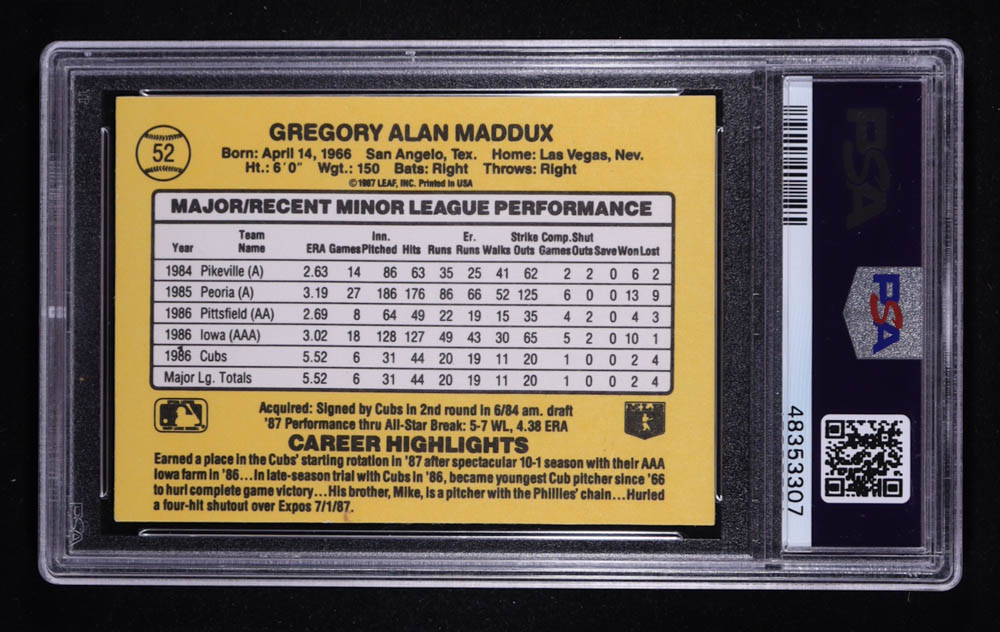 52
GREGORY ALAN MADDUX
Born: April 14, 1966 San Angelo, Tex. Home: Las Vegas, Nev.
Ht.: 6'0" Wgt.: 150 Bats: Right Throws: Right
©1987 LEAF, INC. Printed in USA
MAJOR/RECENT MINOR LEAGUE PERFORMANCE
Team Inn. Er. Strike Comp. Shut
Year Name ERA Games Pitched Hits Runs Runs Walks Outs Games Outs Save Won Lost
1984 Pikeville (A) 2.63 14 86 63 35 25 41 62 2 2 0 6 2
1985 Peoria (A) 3.19 27 186 176 86 66 52 125 6 0 0 13 9
1986 Pittsfield (AA) 2.69 8 64 49 22 19 15 35 4 2 0 4 3
1986 Iowa (AAA) 3.02 18 128 127 49 43 30 65 5 2 0 10 1
1986 Cubs 5.52 6 31 44 20 19 11 20 1 0 0 2 4
Major Lg. Totals 5.52 6 31 44 20 19 11 20 1 0 0 2 4
Acquired: Signed by Cubs in 2nd round in 6/84 am. draft
'87 Performance thru All-Star Break: 5-7 WL, 4.38 ERA
MLB
CAREER HIGHLIGHTS
Earned a place in the Cubs' starting rotation in '87 after spectacular 10-1 season with their AAA
Iowa farm in '86...In late-season trial with Cubs in '86, became youngest Cub pitcher since '66
to hurl complete game victory...His brother, Mike, is a pitcher with the Phillies' chain...Hurled
a four-hit shutout over Expos 7/1/87.
PSA
48353307
PSA
PSA